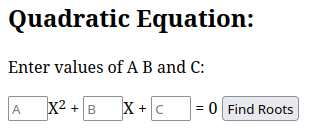 Quadratic Equation:
Enter values of A B and C:
A X² + B X + C = 0 Find Roots